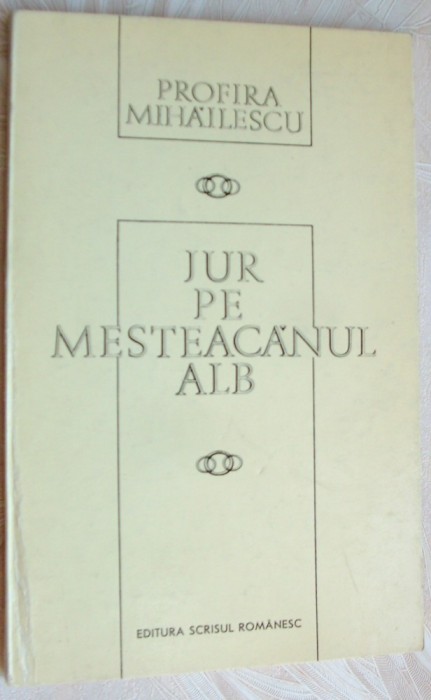 PROFIRA
MIHĂILESCU
JUR
PE
MESTEACĂNUL
ALB
EDITURA SCRISUL ROMÂNESC